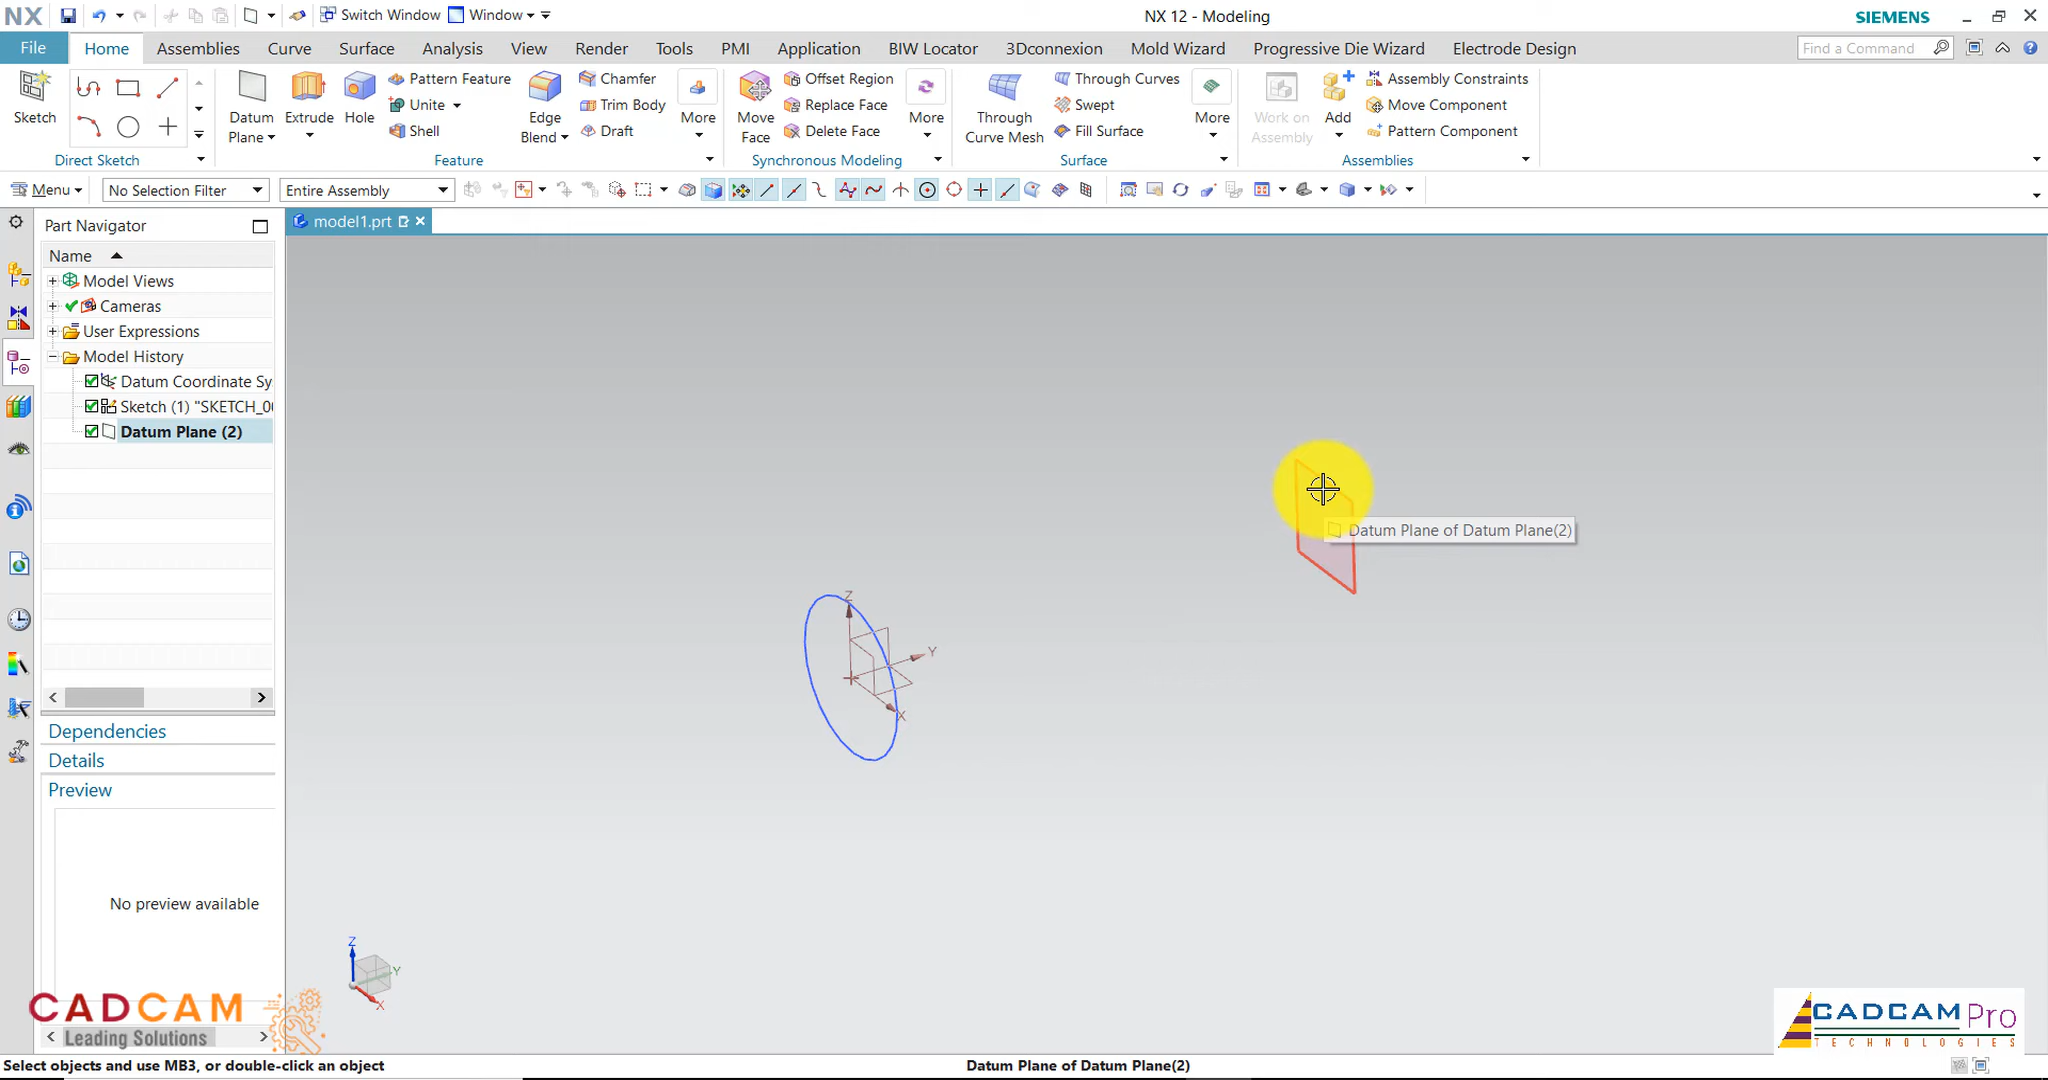 NX
Switch Window
Window
NX 12 - Modeling
SIEMENS
File
Home
Assemblies
Curve
Surface
Analysis
View
Render
Tools
PMI
Application
BIW Locator
3Dconnexion
Mold Wizard
Progressive Die Wizard
Electrode Design
Find a Command
Sketch
Direct Sketch
Datum
Plane
Extrude
Hole
Pattern Feature
Unite
Shell
Edge
Blend
Chamfer
Trim Body
Draft
More
Feature
Move
Face
Offset Region
Replace Face
Delete Face
More
Synchronous Modeling
Through
Curve Mesh
Through Curves
Swept
Fill Surface
More
Surface
Work on
Assembly
Add
Assembly Constraints
Move Component
Pattern Component
Assemblies
Menu
No Selection Filter
Entire Assembly
Part Navigator
model1.prt
Name
Model Views
Cameras
User Expressions
Model History
Datum Coordinate Sy
Sketch (1) "SKETCH_00
Datum Plane (2)
Dependencies
Details
Preview
No preview available
Datum Plane of Datum Plane(2)
Z
Y
X
Z
Y
X
CADCAM
Leading Solutions
CADCAM Pro
TECHNOLOGIES
Select objects and use MB3, or double-click an object
Datum Plane of Datum Plane(2)